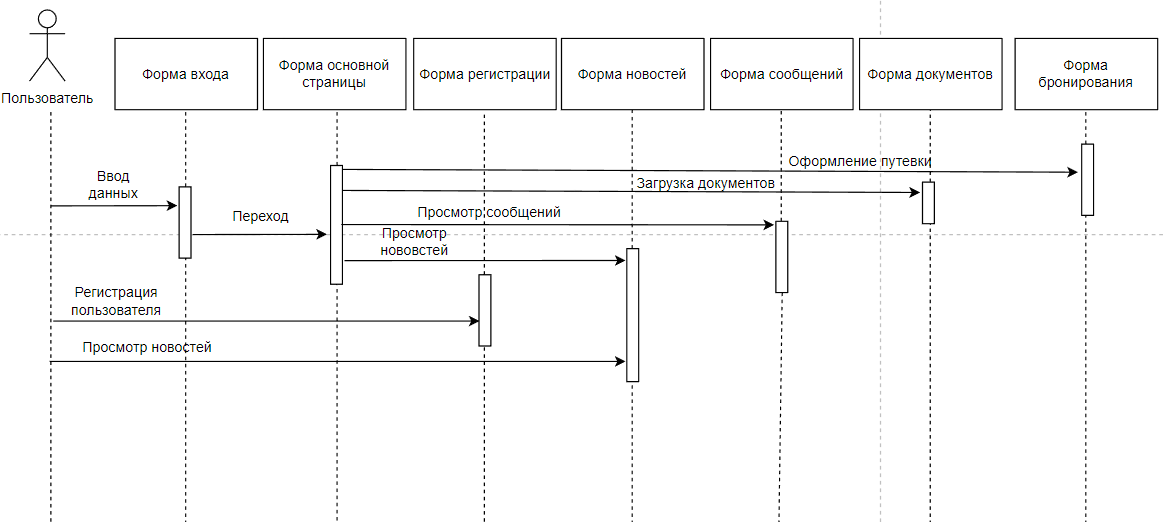 Пользователь
Форма входа
Форма основной
страницы
Форма регистрации
Форма новостей
Форма сообщений
Форма документов
Форма
бронирования
Оформление путевки
Ввод
данных
Загрузка документов
Переход
Просмотр сообщений
Просмотр
нововстей
Регистрация
пользователя
Просмотр новостей